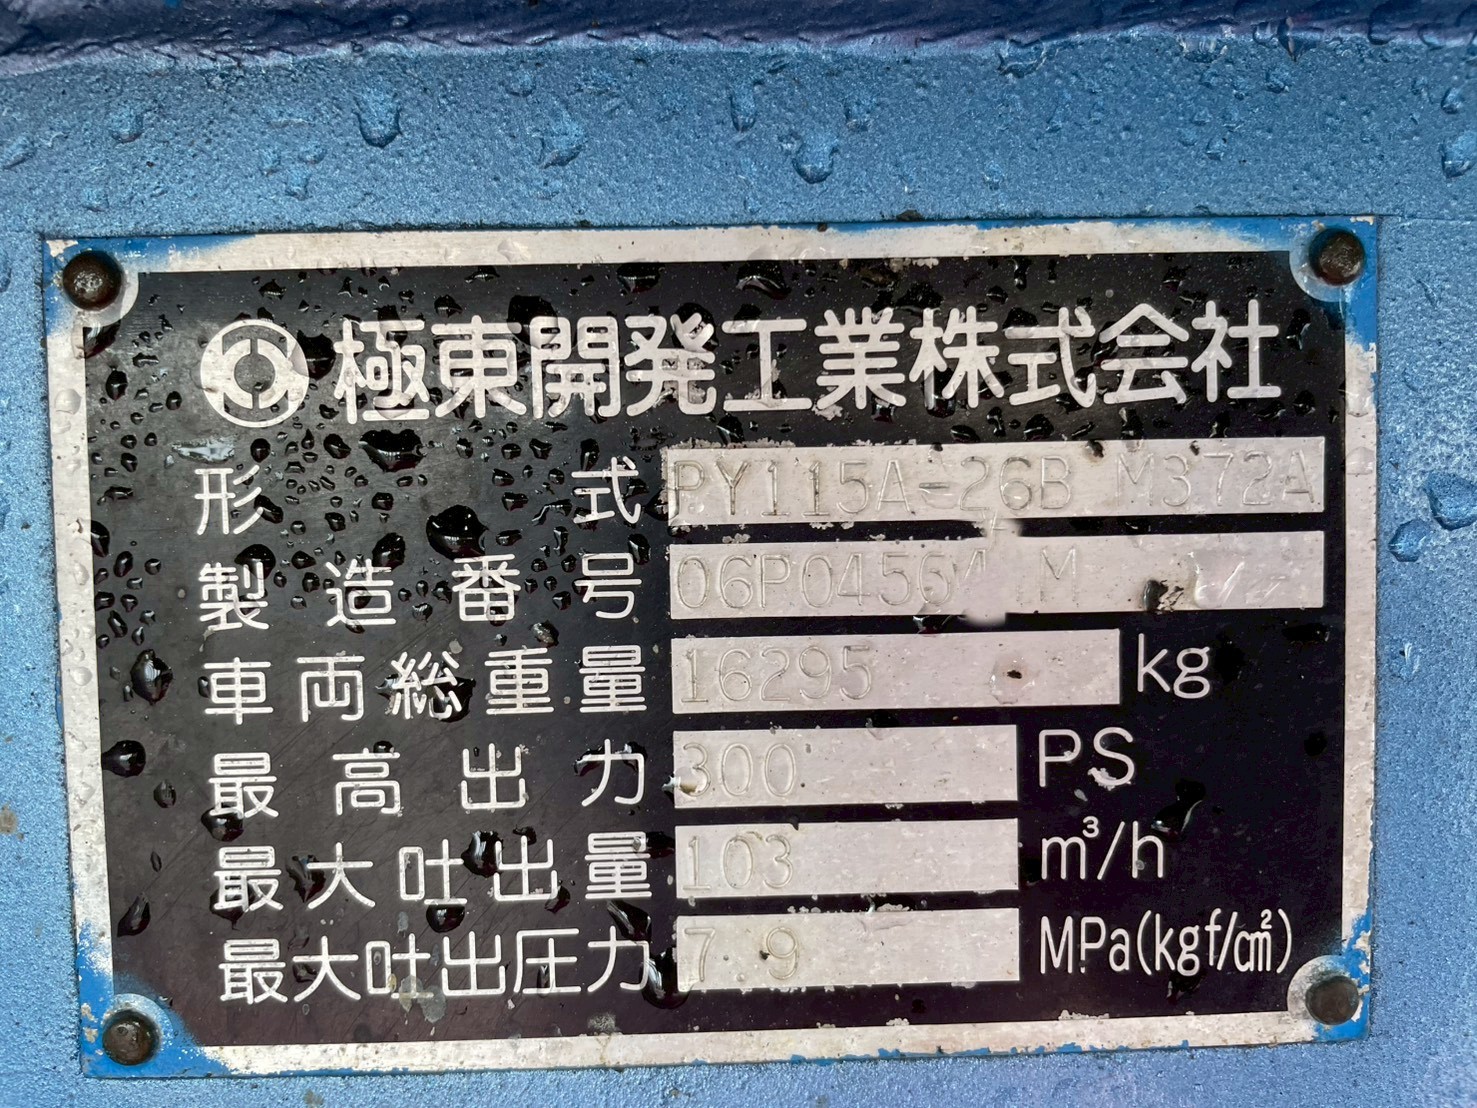 極東開発工業株式会社
形式 PY115A-26B M372A
製造番号 06P04564 M
車両総重量 16295 kg
最高出力 300 PS
最大吐出量 103 m³/h
最大吐出圧力 7.9 MPa(kgf/c㎡)